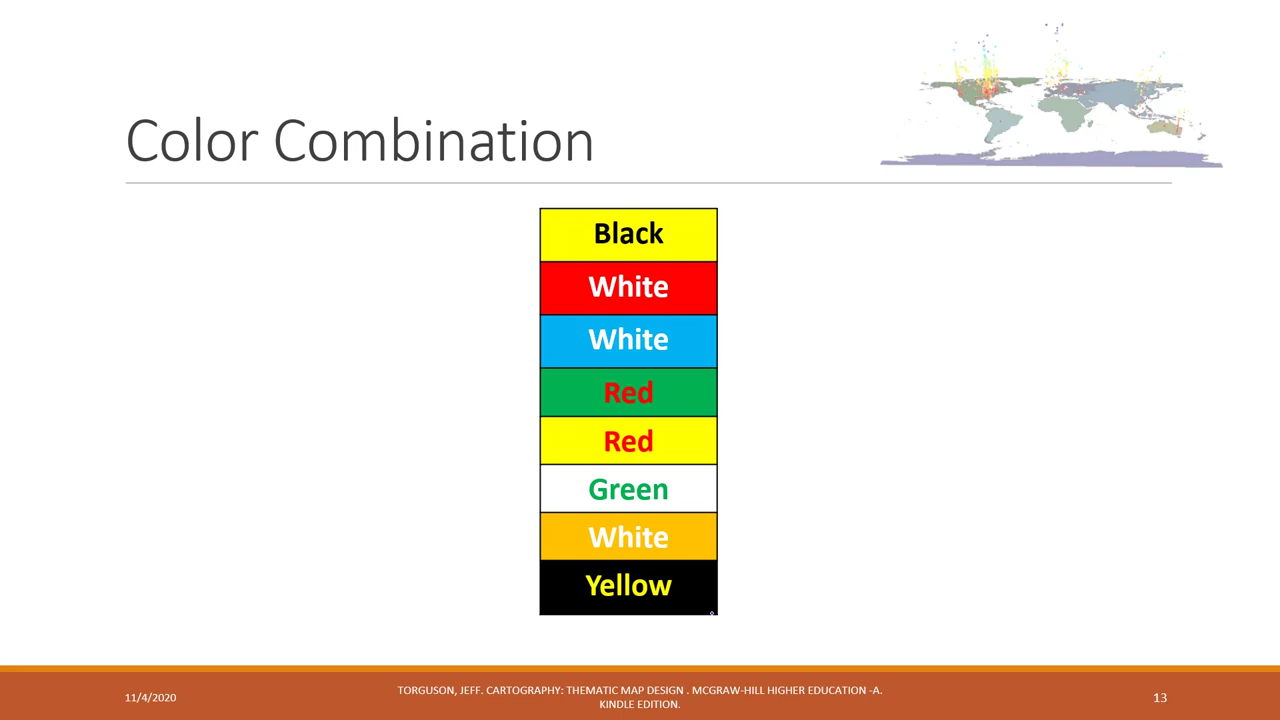 Color Combination
Black
White
White
Red
Red
Green
White
Yellow
11/4/2020
TORGUSON, JEFF. CARTOGRAPHY: THEMATIC MAP DESIGN . MCGRAW-HILL HIGHER EDUCATION -A.
KINDLE EDITION.
13